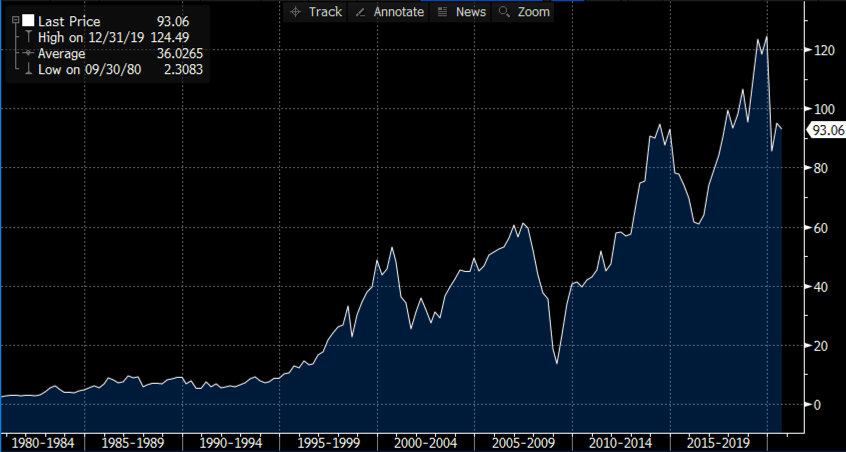 Track Annotate News Zoom
Last Price 93.06
High on 12/31/19 124.49
Average 36.0265
Low on 09/30/80 2.3083
120
100
93.06
80
60
40
20
0
1980-1984 1985-1989 1990-1994 1995-1999 2000-2004 2005-2009 2010-2014 2015-2019